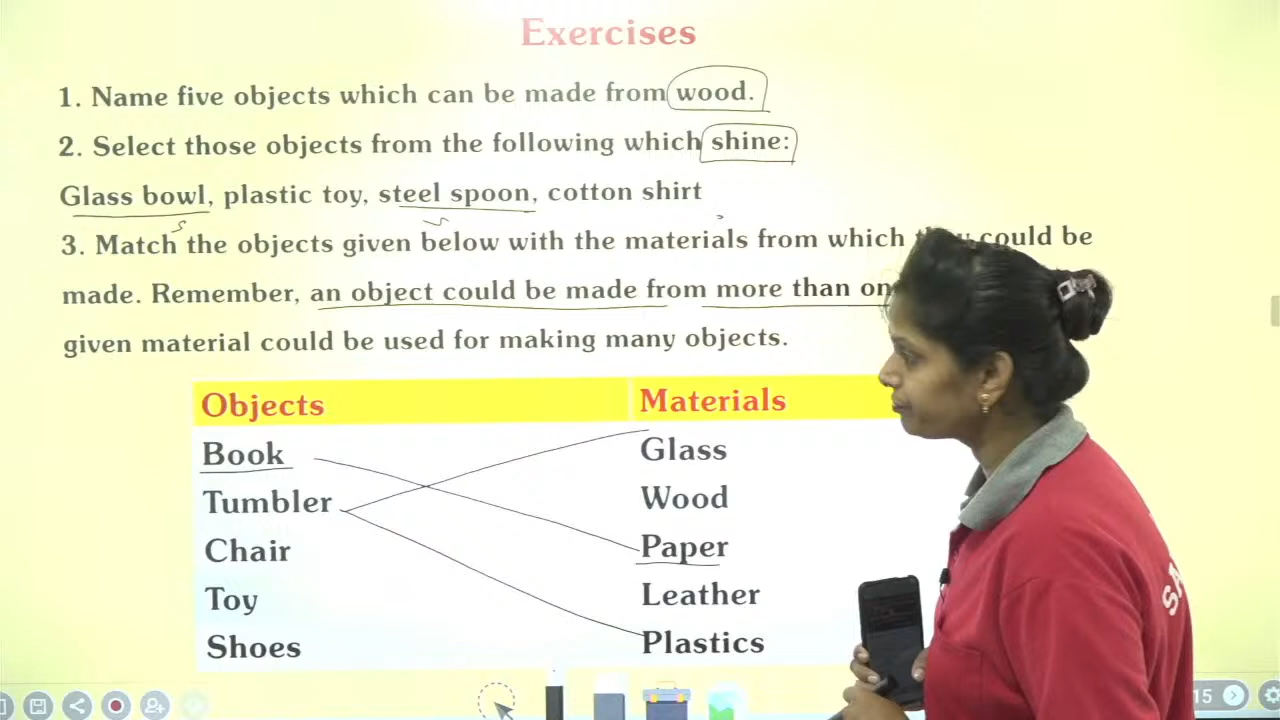 Exercises
1. Name five objects which can be made from wood.
2. Select those objects from the following which shine:
Glass bowl, plastic toy, steel spoon, cotton shirt
3. Match the objects given below with the materials from which they could be
made. Remember, an object could be made from more than
given material could be used for making many objects.
Objects Materials
Book Glass
Tumbler Wood
Chair Paper
Toy Leather
Shoes Plastics
15